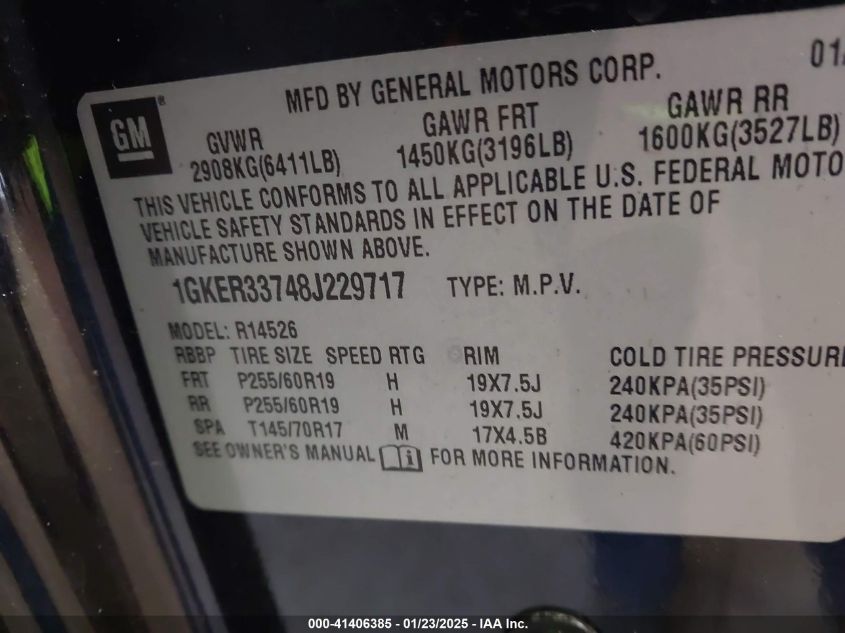 MFD BY GENERAL MOTORS CORP.
GM
GVWR GAWR FRT GAWR RR
2908KG(6411LB) 1450KG(3196LB) 1600KG(3527LB)
THIS VEHICLE CONFORMS TO ALL APPLICABLE U.S. FEDERAL MOTO
VEHICLE SAFETY STANDARDS IN EFFECT ON THE DATE OF
MANUFACTURE SHOWN ABOVE.
1GKER33748J229717 TYPE: M.P.V.
MODEL: R14526
RBBP TIRE SIZE SPEED RTG RIM COLD TIRE PRESSUR
FRT P255/60R19 H 19X7.5J 240KPA(35PSI)
RR P255/60R19 H 19X7.5J 240KPA(35PSI)
SPA T145/70R17 M 17X4.5B 420KPA(60PSI)
SEE OWNER'S MANUAL FOR MORE INFORMATION.
000-41406385 - 01/23/2025 - IAA Inc.